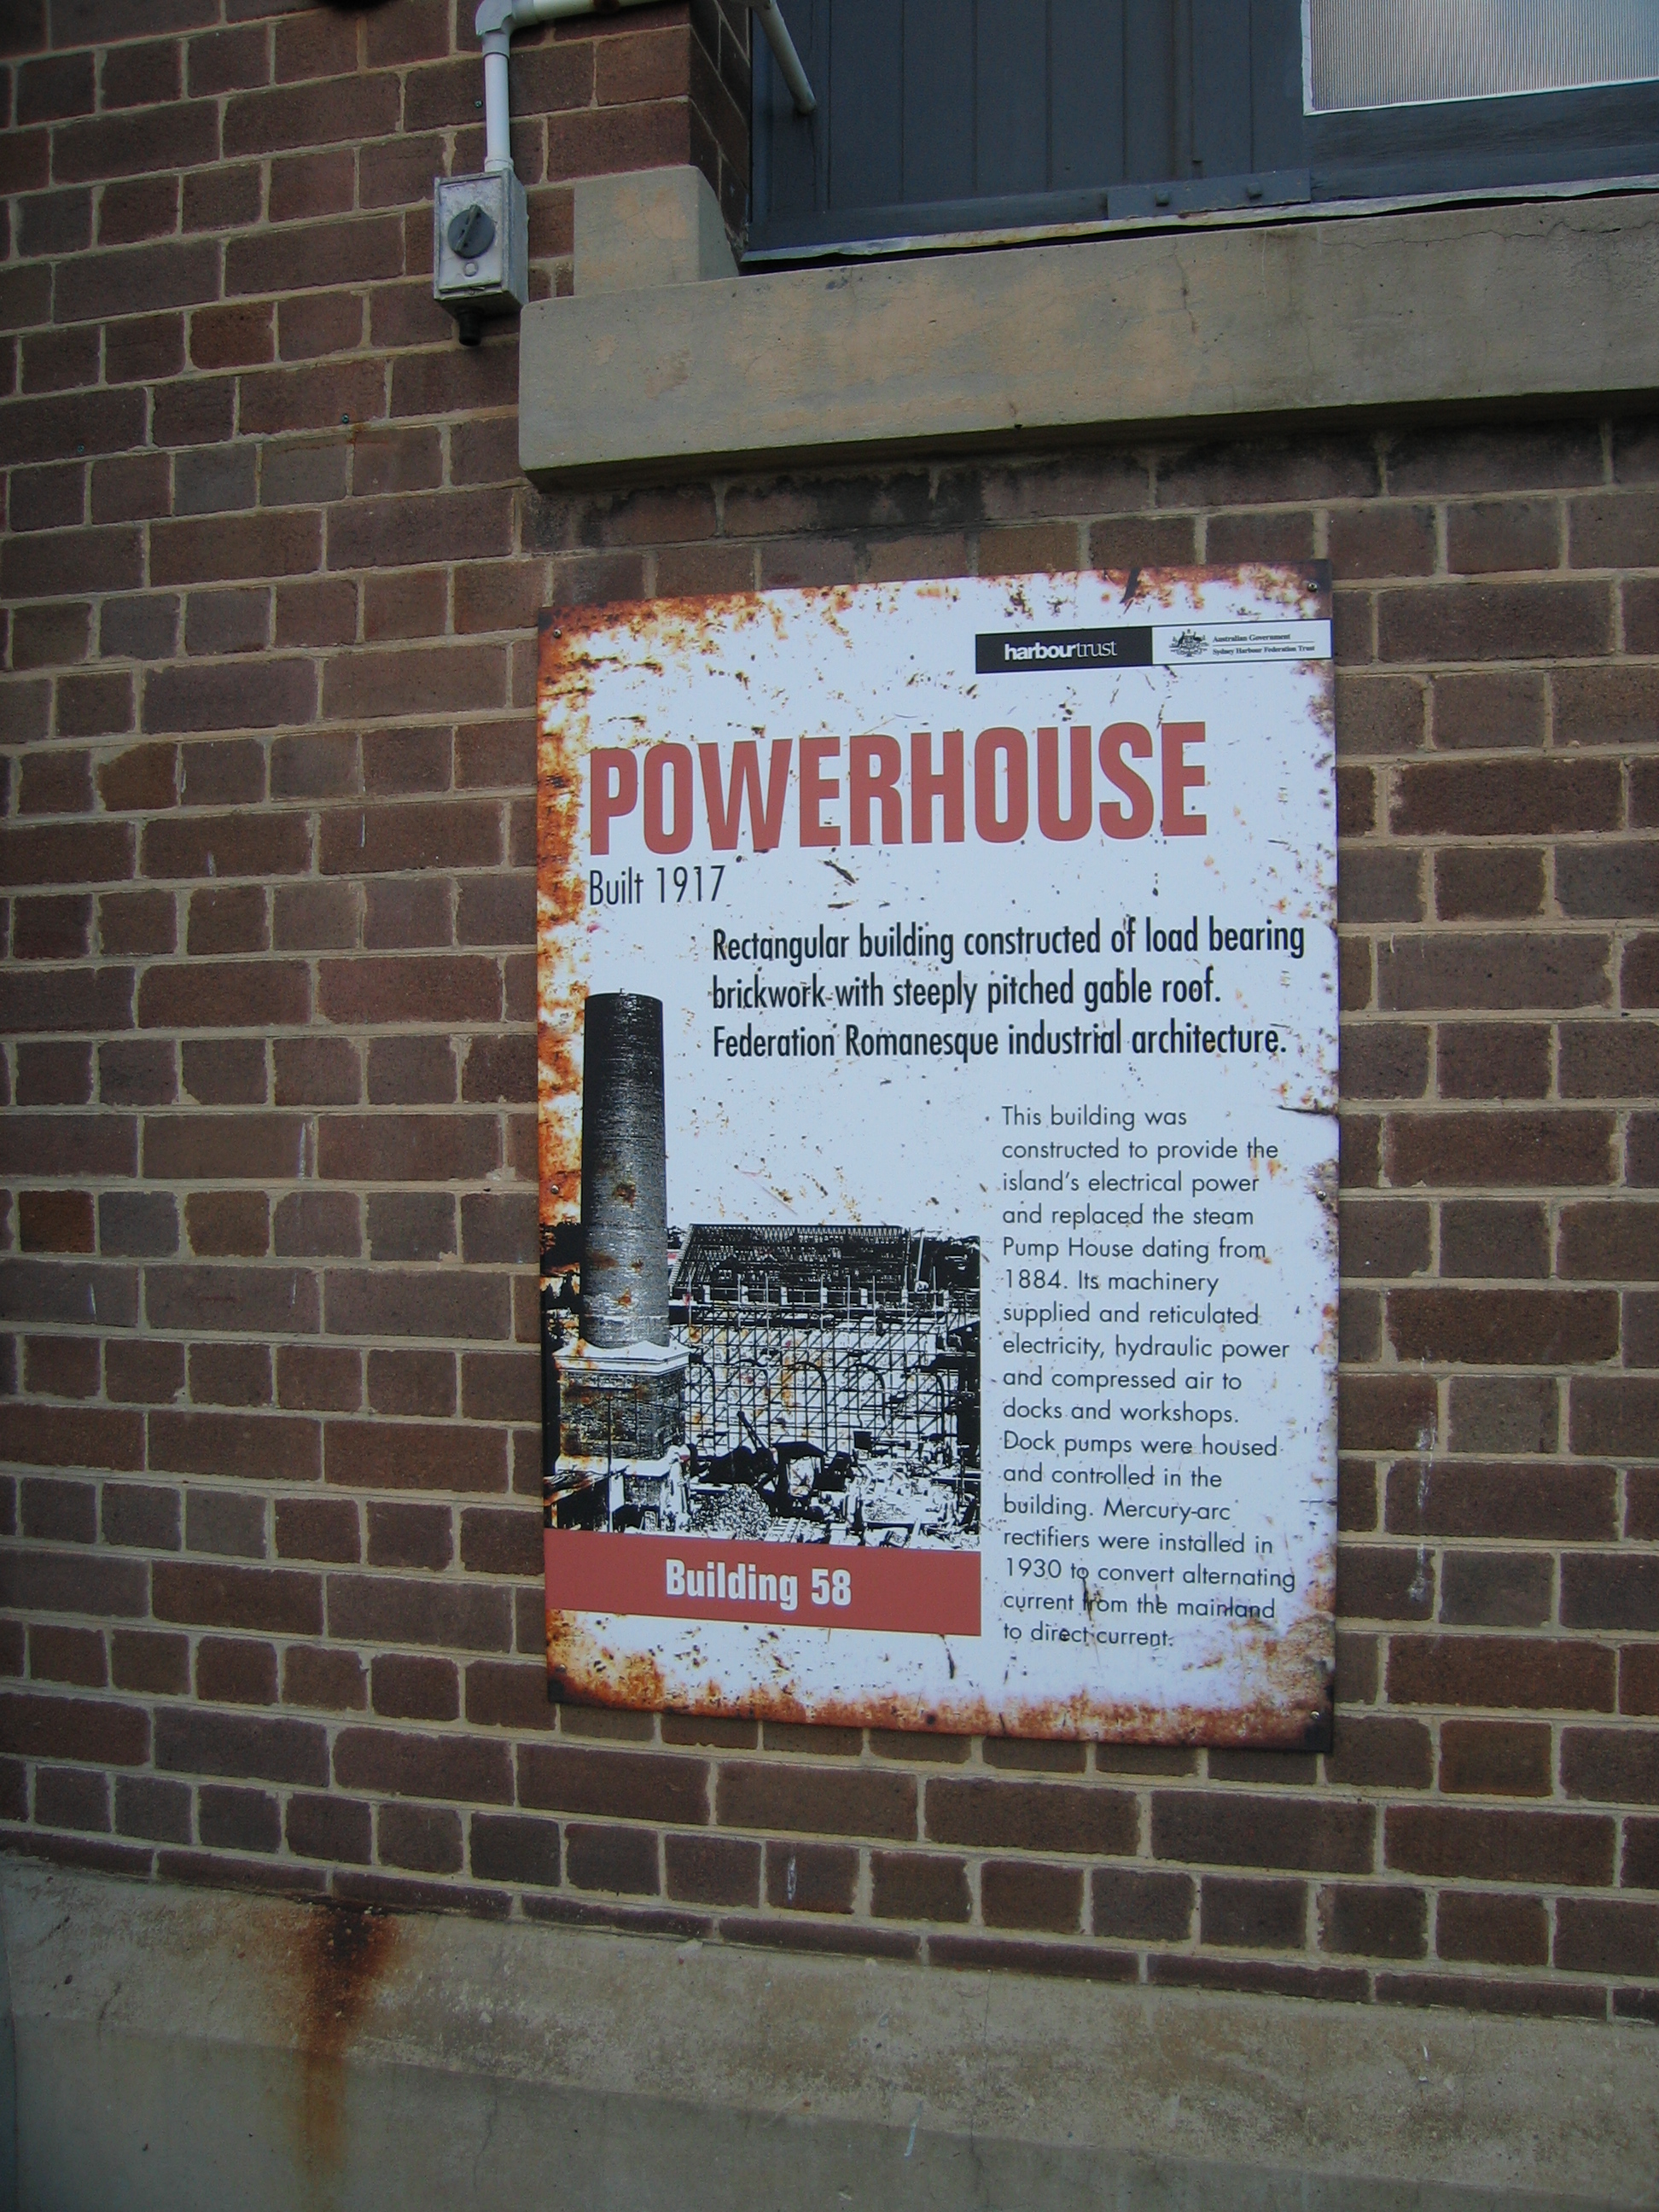 harbourtrust
Australian Government
Sydney Harbour Federation Trust
POWERHOUSE
Built 1917
Rectangular building constructed of load bearing
brickwork with steeply pitched gable roof.
Federation Romanesque industrial architecture.
This building was
constructed to provide the
island's electrical power
and replaced the steam
Pump House dating from
1884. Its machinery
supplied and reticulated
electricity, hydraulic power
and compressed air to
docks and workshops.
Dock pumps were housed
and controlled in the
building. Mercury-arc
rectifiers were installed in
1930 to convert alternating
current from the mainland
to direct current.
Building 58